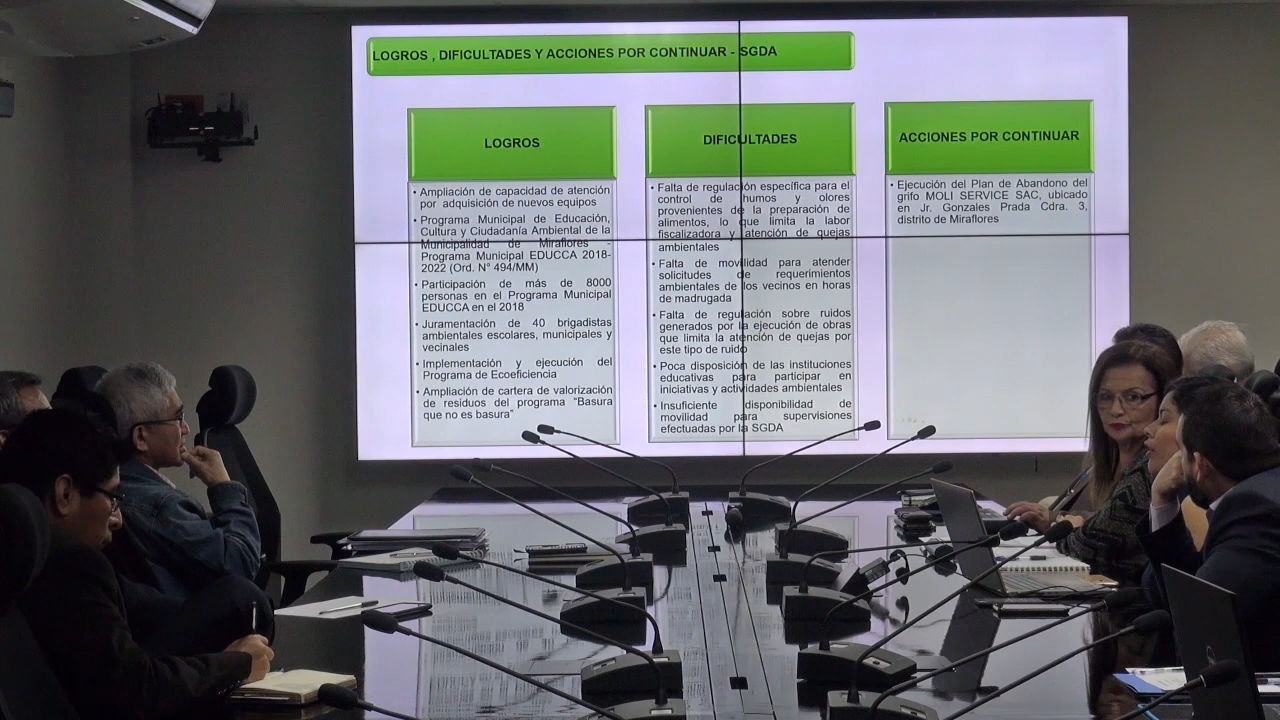 LOGROS , DIFICULTADES Y ACCIONES POR CONTINUAR - SGDA
LOGROS
• Ampliación de capacidad de atención
por adquisición de nuevos equipos
• Programa Municipal de Educación,
Cultura y Ciudadanía Ambiental de la
Municipalidad de Miraflores -
Programa Municipal EDUCCA 2018-
2022 (Ord. N° 494/MM)
• Participación de más de 8000
personas en el Programa Municipal
EDUCCA en el 2018
• Juramentación de 40 brigadistas
ambientales escolares, municipales y
vecinales
• Implementación y ejecución del
Programa de Ecoeficiencia
• Ampliación de cartera de valorización
de residuos del programa "Basura
que no es basura"
DIFICULTADES
• Falta de regulación específica para el
control de humos y olores
provenientes de la preparación de
alimentos, lo que limita la labor
fiscalizadora y atención de quejas
ambientales
• Falta de movilidad para atender
solicitudes de requerimientos
ambientales de los vecinos en horas
de madrugada
• Falta de regulación sobre ruidos
generados por la ejecución de obras
que limita la atención de quejas por
este tipo de ruido
• Poca disposición de las instituciones
educativas para participar en
iniciativas y actividades ambientales
• Insuficiente disponibilidad de
movilidad para supervisiones
efectuadas por la SGDA
ACCIONES POR CONTINUAR
• Ejecución del Plan de Abandono del
grifo MOLI SERVICE SAC, ubicado
en Jr. Gonzales Prada Cdra. 3,
distrito de Miraflores